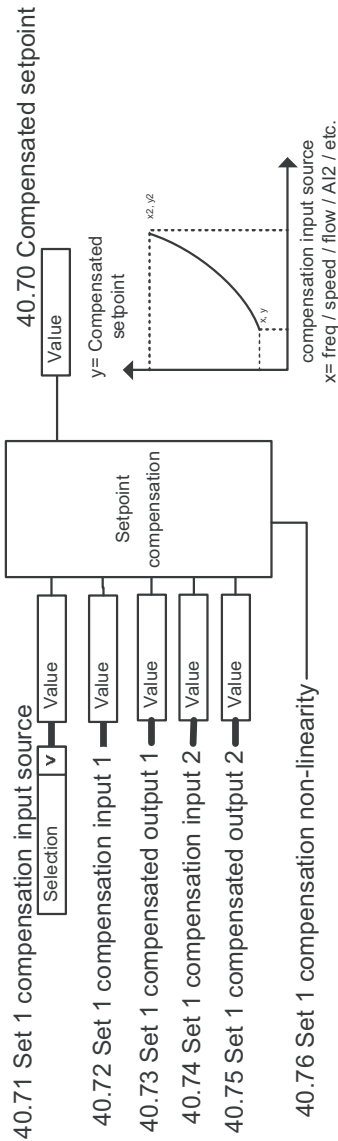 40.71 Set 1 compensation input source
Selection
Value
40.72 Set 1 compensation input 1
Value
40.73 Set 1 compensated output 1
Value
40.74 Set 1 compensation input 2
Value
40.75 Set 1 compensated output 2
Value
40.76 Set 1 compensation non-linearity
Setpoint
compensation
Value
40.70 Compensated setpoint
y= Compensated
setpoint
x2, y2
x, y
compensation input source
x= freq / speed / flow / AI2 / etc.